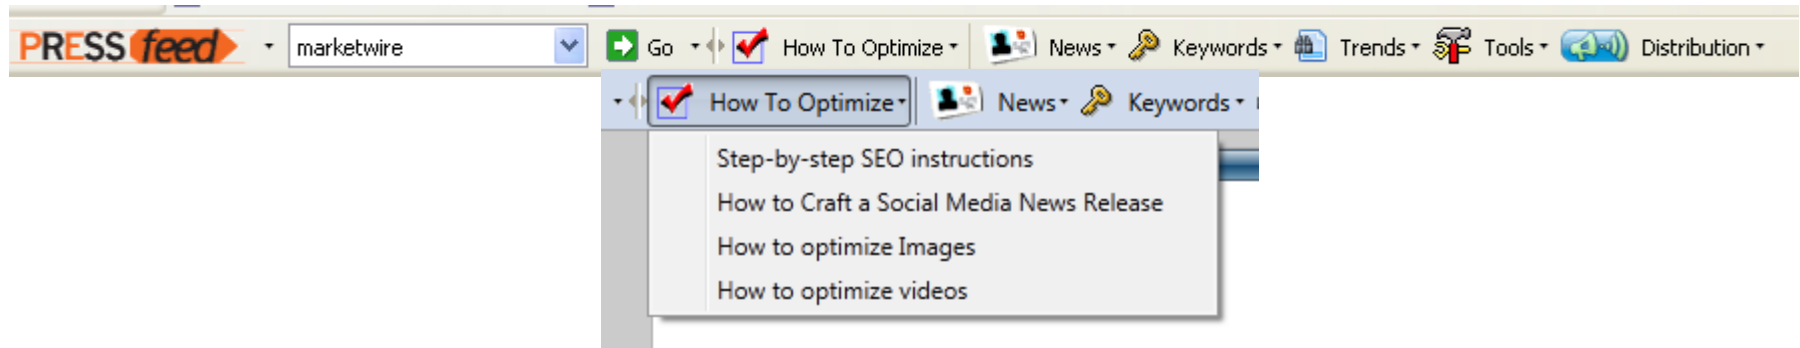 PRESS feed marketwire Go How To Optimize News Keywords Trends Tools Distribution
How To Optimize News Keywords
Step-by-step SEO instructions
How to Craft a Social Media News Release
How to optimize Images
How to optimize videos